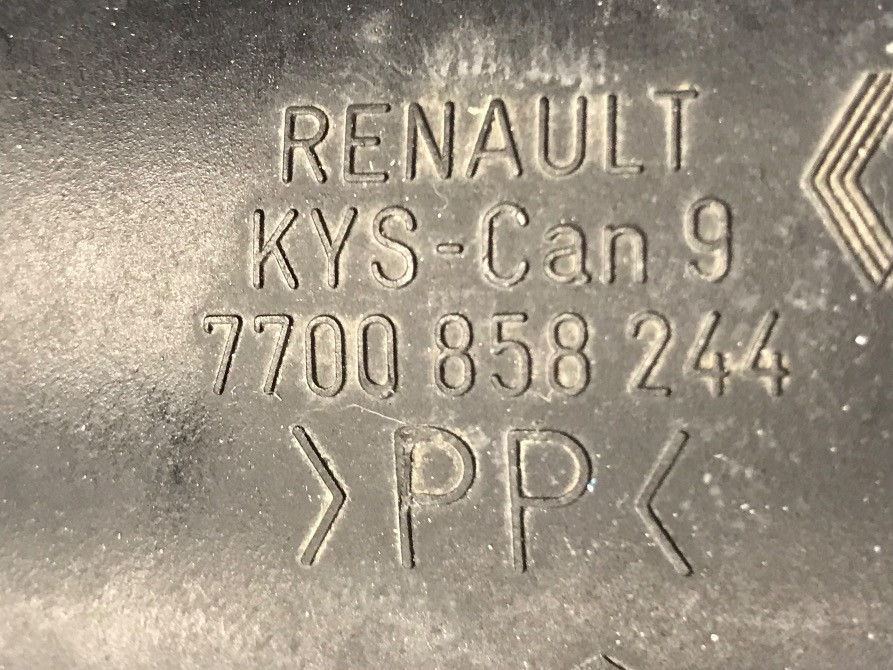 RENAULT
KYS-Can 9
7700 858 244
>PP<